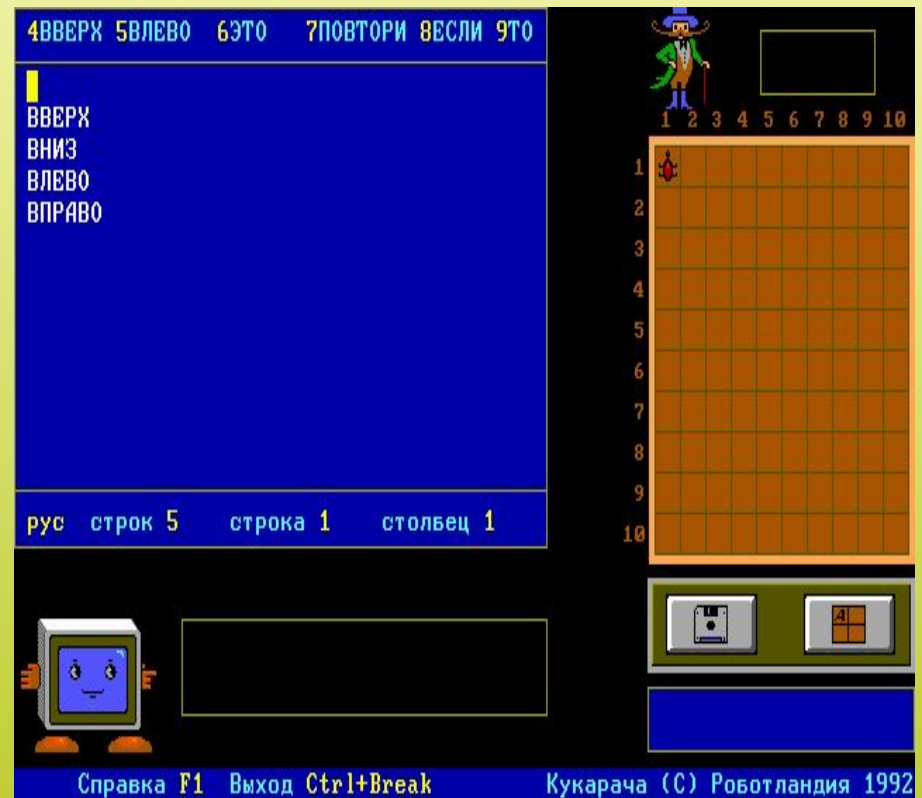 4ВВЕРХ 5ВЛЕВО 6ЭТО 7ПОВТОРИ 8ЕСЛИ 9ТО
ВВЕРХ
ВНИЗ
ВЛЕВО
ВПРАВО
рус строк 5 строка 1 столбец 1
1 2 3 4 5 6 7 8 9 10
1
2
3
4
5
6
7
8
9
10
А
Справка F1 Выход Ctrl+Break Кукарача (C) Роботландия 1992